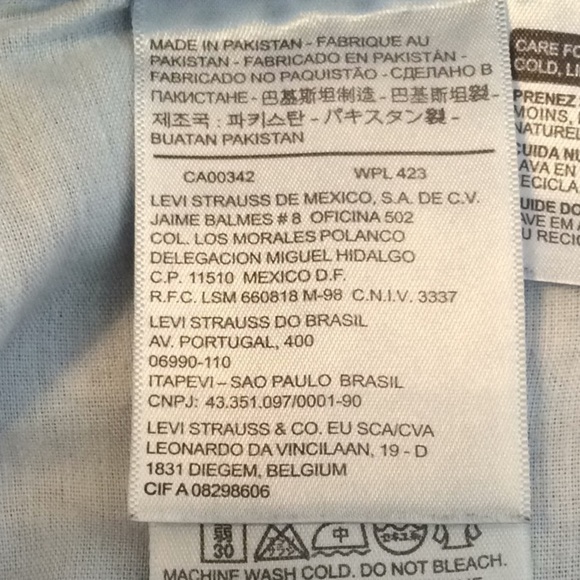 MADE IN PAKISTAN - FABRIQUE AU
PAKISTAN - FABRICADO EN PAKISTÁN -
FABRICADO NO PAQUISTÃO - СДЕЛАНО В
ПАКИСТАНЕ - 巴基斯坦制造 - 巴基斯坦製 -
제조국 : 파키스탄 - パキスタン製 -
BUATAN PAKISTAN
CA00342 WPL 423
LEVI STRAUSS DE MEXICO, S.A. DE C.V.
JAIME BALMES # 8 OFICINA 502
COL. LOS MORALES POLANCO
DELEGACION MIGUEL HIDALGO
C.P. 11510 MEXICO D.F.
R.F.C. LSM 660818 M-98 C.N.I.V. 3337
LEVI STRAUSS DO BRASIL
AV. PORTUGAL, 400
06990-110
ITAPEVI – SAO PAULO BRASIL
CNPJ: 43.351.097/0001-90
LEVI STRAUSS & CO. EU SCA/CVA
LEONARDO DA VINCILAAN, 19 - D
1831 DIEGEM, BELGIUM
CIF A 08298606
CARE FO
COLD, LI
PRENEZ
MOINS, 
NATUREL
CUIDA NU
AVA EN
ECICLA
UIDE DO
AVE EM 
U RECIC
弱
30
中
MACHINE WASH COLD. DO NOT BLEACH.